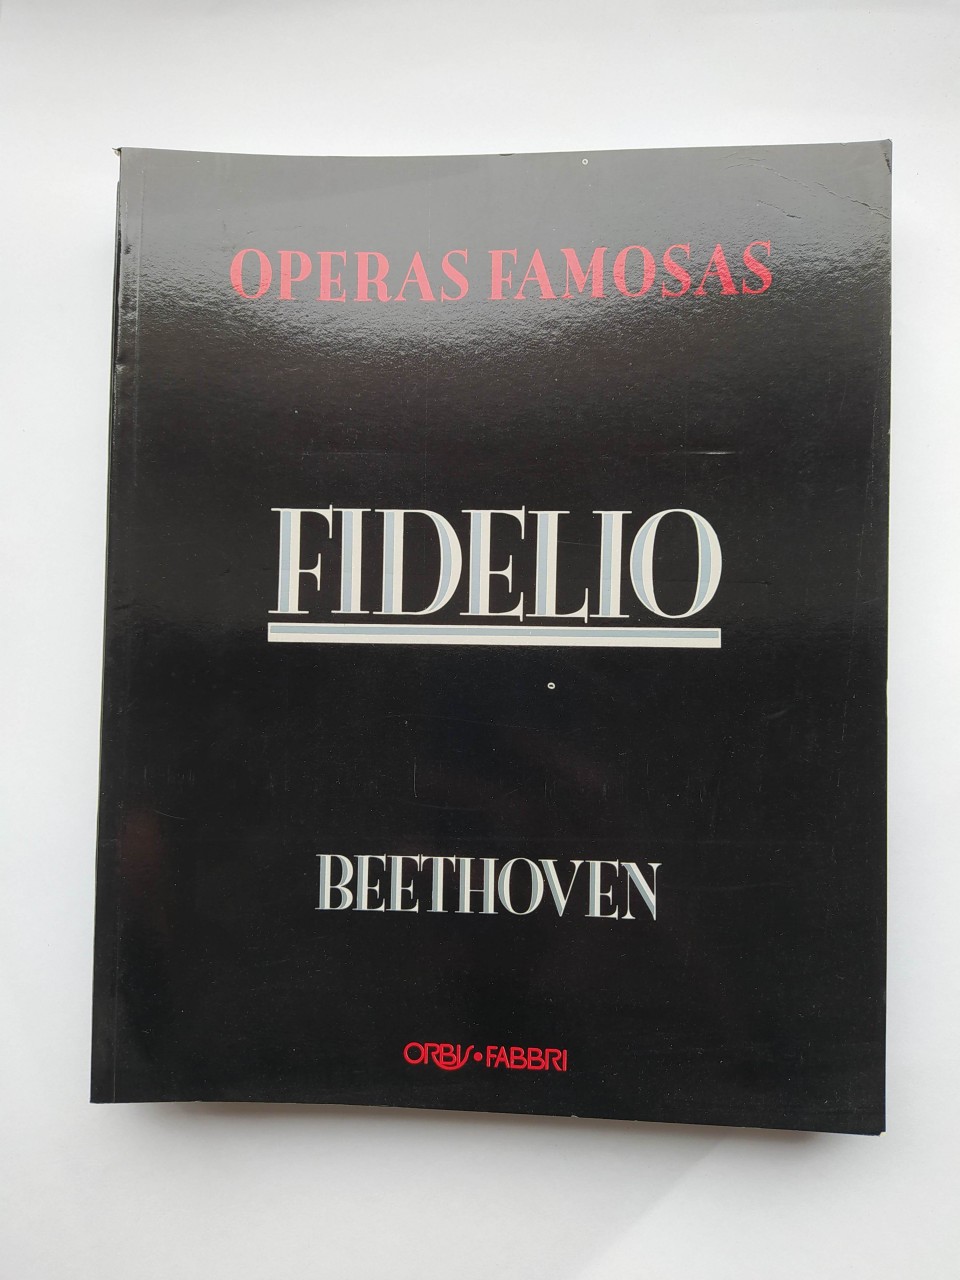 OPERAS FAMOSAS
FIDELIO
BEETHOVEN
ORBIS•FABBRI